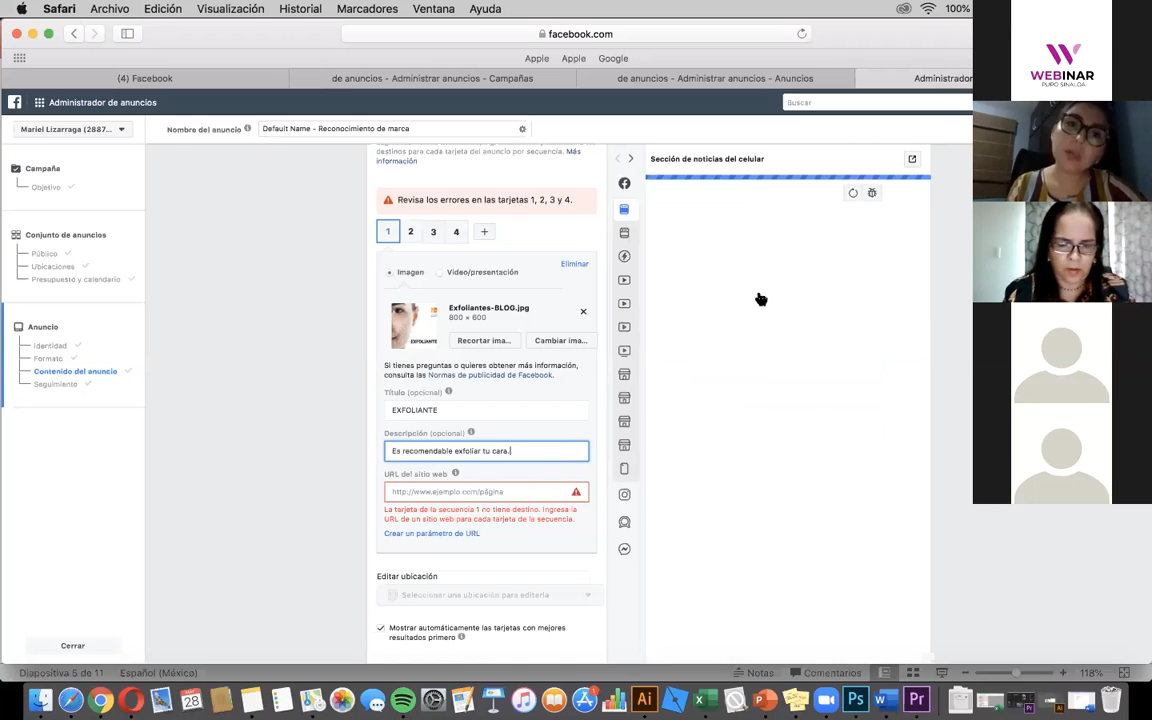 Safari Archivo Edición Visualización Historial Marcadores Ventana Ayuda 100%
facebook.com
Apple Apple Google
(4) Facebook de anuncios - Administrar anuncios - Campañas de anuncios - Administrar anuncios - Anuncios Administrador
Administrador de anuncios Buscar
Mariel Lizarraga (2887... Nombre del anuncio Default Name - Reconocimiento de marca
WEBINAR
PURO SINALOA
destinos para cada tarjeta del anuncio por secuencia. Más
información
Sección de noticias del celular
Campaña
Objetivo
Revisa los errores en las tarjetas 1, 2, 3 y 4.
1 2 3 4 +
Conjunto de anuncios
Público
Ubicaciones
Presupuesto y calendario
Eliminar
Imagen Video/presentación
Exfoliantes-BLOG.jpg
800 × 600
EXFOLIANTE
Recortar ima... Cambiar ima...
Anuncio
Identidad
Formato
Contenido del anuncio
Seguimiento
Si tienes preguntas o quieres obtener más información,
consulta las Normas de publicidad de Facebook.
Título (opcional)
EXFOLIANTE
Descripción (opcional)
Es recomendable exfoliar tu cara.
URL del sitio web
http://www.ejemplo.com/página
La tarjeta de la secuencia 1 no tiene destino. Ingresa la
URL de un sitio web para cada tarjeta de la secuencia.
Crear un parámetro de URL
Editar ubicación
Seleccionar una ubicación para editarla
Mostrar automáticamente las tarjetas con mejores
resultados primero
Cerrar
Diapositiva 5 de 11 Español (México) Notas Comentarios 118%